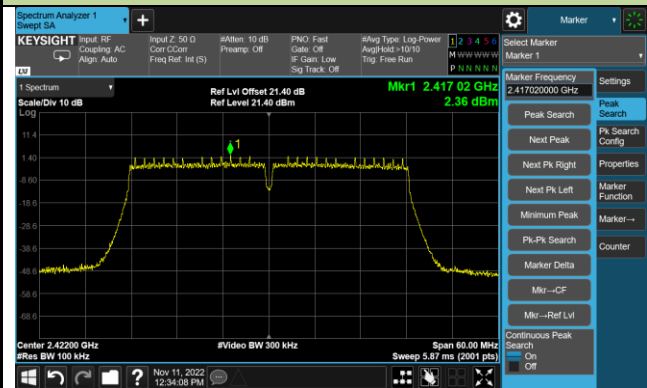 Spectrum Analyzer 1
Swept SA
+
Marker
KEYSIGHT
Input: RF
Coupling: AC
Align: Auto
Input Z: 50 Ω
Corr CCorr
Freq Ref: Int (S)
#Atten: 10 dB
Preamp: Off
PNO: Fast
Gate: Off
IF Gain: Low
Sig Track: Off
#Avg Type: Log-Power
Avg|Hold:>10/10
Trig: Free Run
1 2 3 4 5 6
M W W W W W
P N N N N N
LXI
1 Spectrum
Scale/Div 10 dB
Log
Ref Lvl Offset 21.40 dB
Ref Level 21.40 dBm
Mkr1 2.417 02 GHz
2.36 dBm
1
11.4
1.40
-8.60
-18.6
-28.6
-38.6
-48.6
-58.6
-68.6
Center 2.42200 GHz
#Res BW 100 kHz
#Video BW 300 kHz
Span 60.00 MHz
Sweep 5.87 ms (2001 pts)
Select Marker
Marker 1
Marker Frequency
2.417020000 GHz
Peak Search
Next Peak
Next Pk Right
Next Pk Left
Minimum Peak
Pk-Pk Search
Marker Delta
Mkr→CF
Mkr→Ref Lvl
Continuous Peak
Search
On
Off
Settings
Peak
Search
Pk Search
Config
Properties
Marker
Function
Marker→
Counter
?
Nov 11, 2022
12:34:08 PM